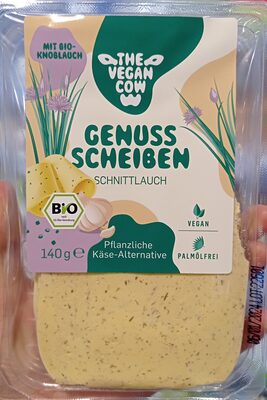 MIT BIO-
KNOBLAUCH
THE
VEGAN
COW
GENUSS
SCHEIBEN
SCHNITTLAUCH
BIO
140g e
VEGAN
PALMÖLFREI
Pflanzliche
Käse-Alternative